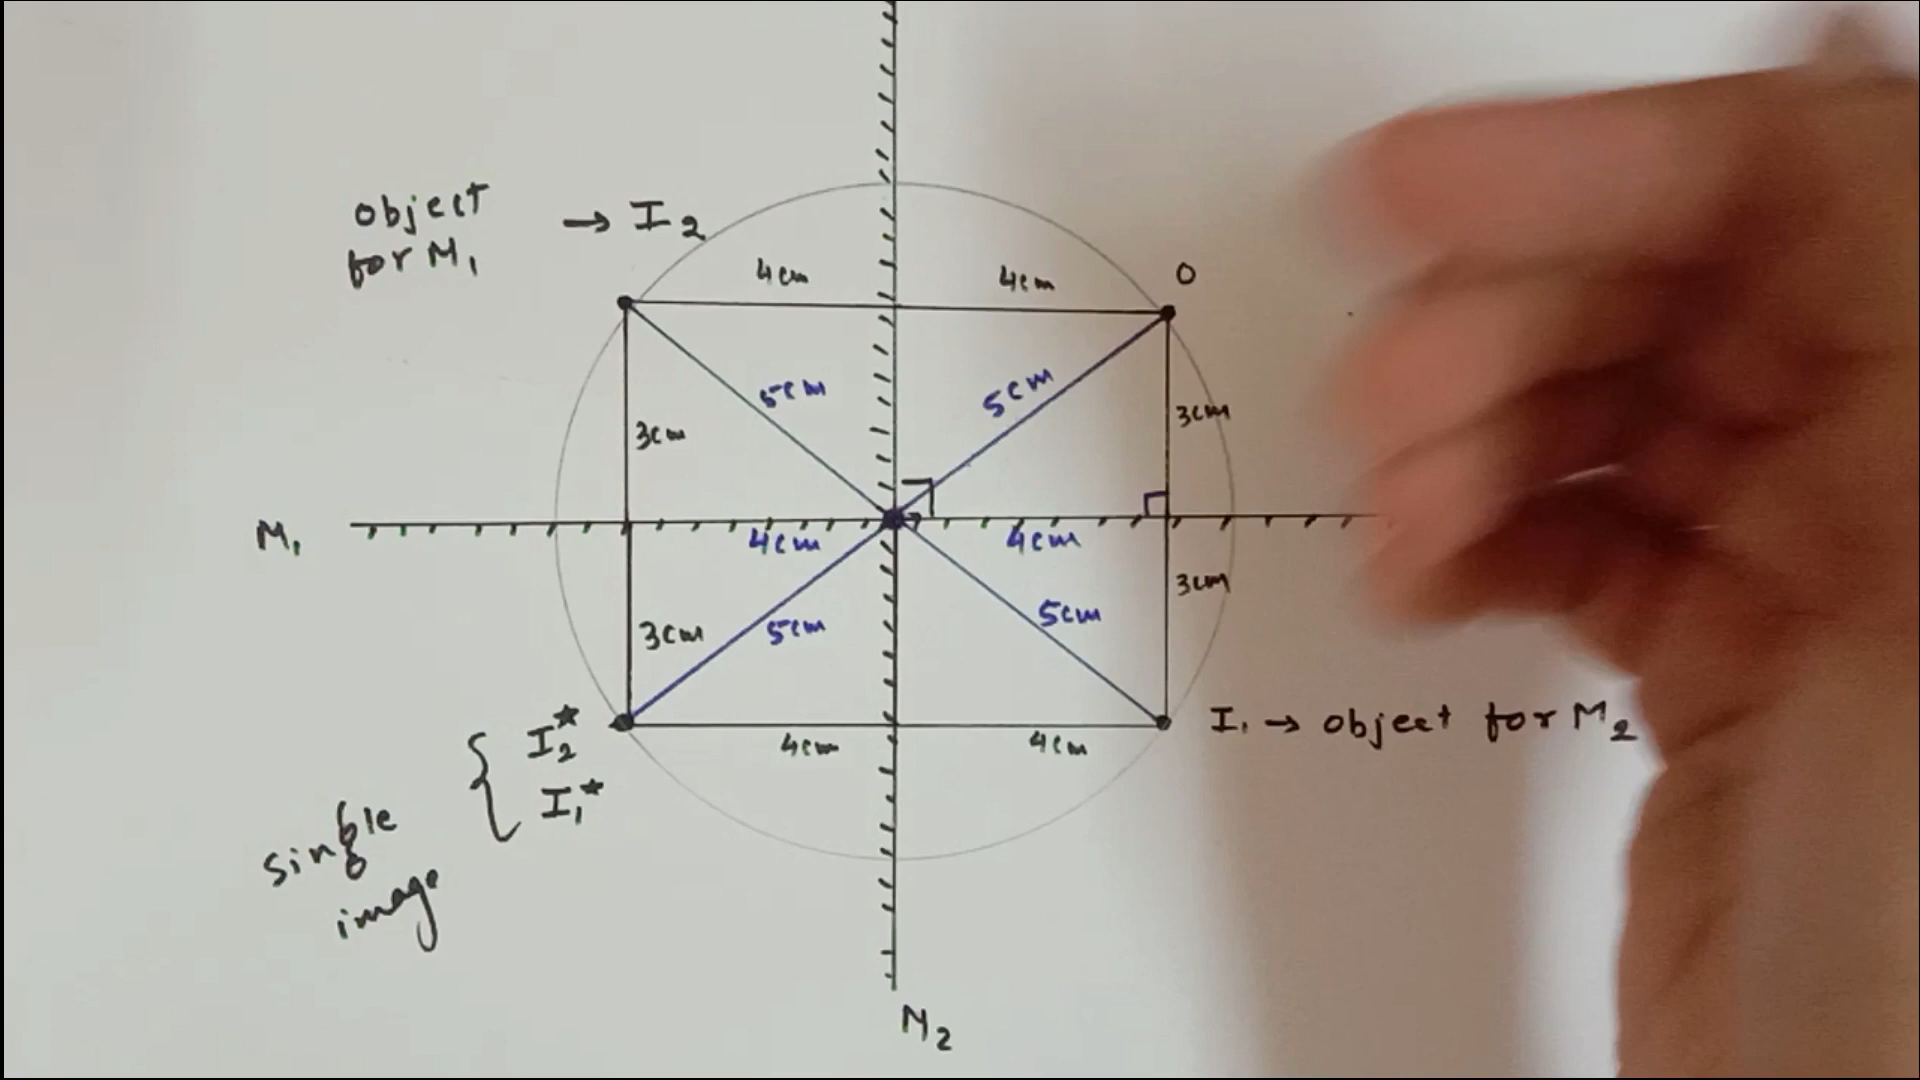 object
for M₁
→ I₂
4cm
4cm
O
5cm
5cm
3cm
3cm
M₁
4cm
4cm
3cm
5cm
5cm
3cm
I₂*
I₁*
4cm
4cm
I₁ → object for M₂
single
image
M₂